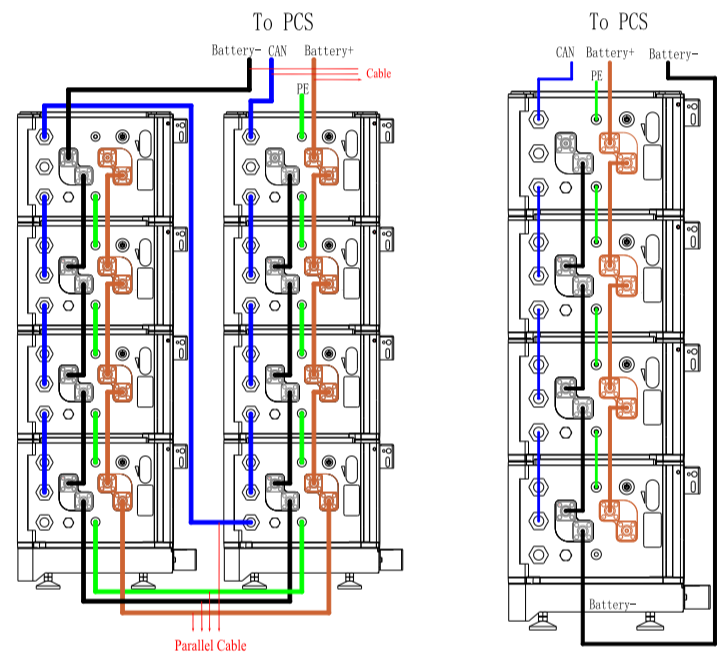 To PCS
Battery- CAN Battery+
Cable
PE
Parallel Cable
To PCS
CAN Battery+ Battery-
PE
Battery-